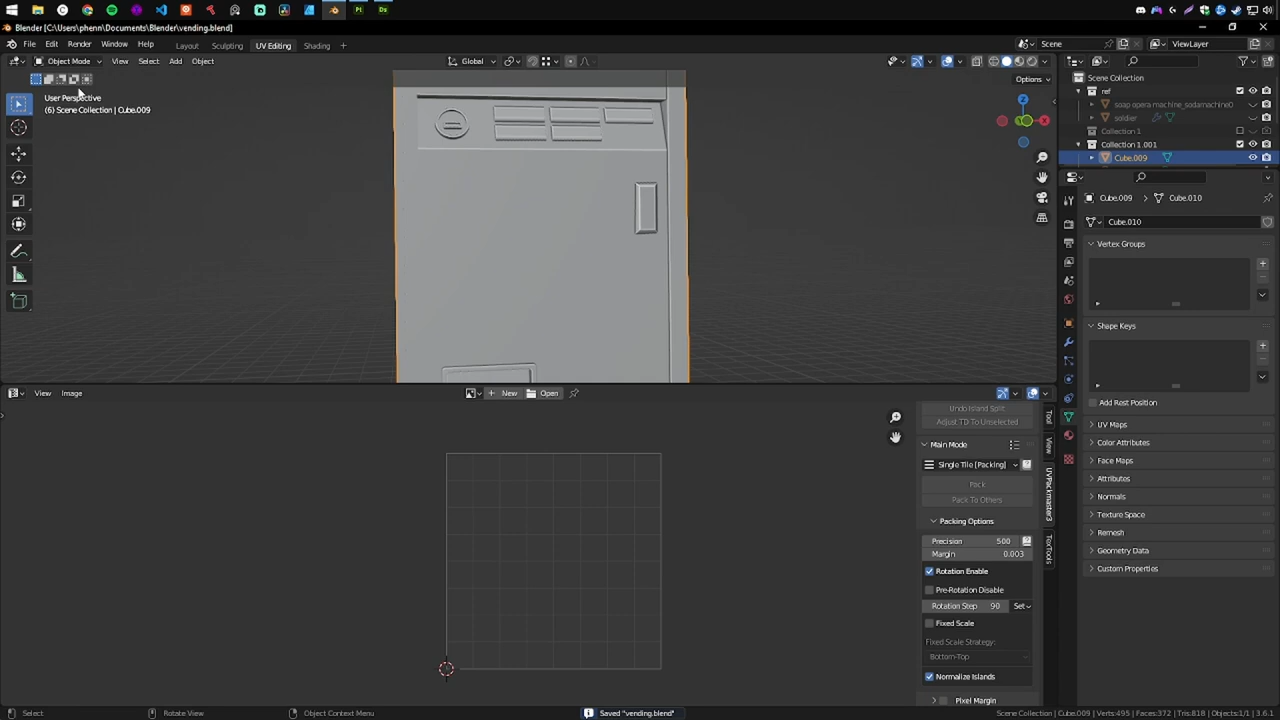 Blender [C:\Users\phenn\Documents\Blender\vending.blend]
File Edit Render Window Help Layout Sculpting UV Editing Shading +
Scene ViewLayer
Object Mode View Select Add Object Global
Options
User Perspective
(6) Scene Collection | Cube.009
X
Scene Collection
ref
soap opera machine_sodamachine0
soldier
Collection 1
Collection 1.001
Cube.009
Cube.009 Cube.010
Cube.010
Vertex Groups
Shape Keys
Add Rest Position
UV Maps
Color Attributes
Face Maps
Attributes
Normals
Texture Space
Remesh
Geometry Data
Custom Properties
View Image New Open
Undo Island Split
Adjust TD To Unselected
Main Mode
Single Tile [Packing]
Pack
Pack To Others
Packing Options
Precision 500
Margin 0.003
Rotation Enable
Pre-Rotation Disable
Rotation Step 90 Set
Fixed Scale
Fixed Scale Strategy:
Bottom-Top
Normalize Islands
Pixel Margin
Tool
View
UVPackmaster3
TexTools
Select Rotate View Object Context Menu Saved "vending.blend" Scene Collection | Cube.009 | Verts:495 | Faces:372 | Tris:818 | Objects:1/1 | 3.6.1